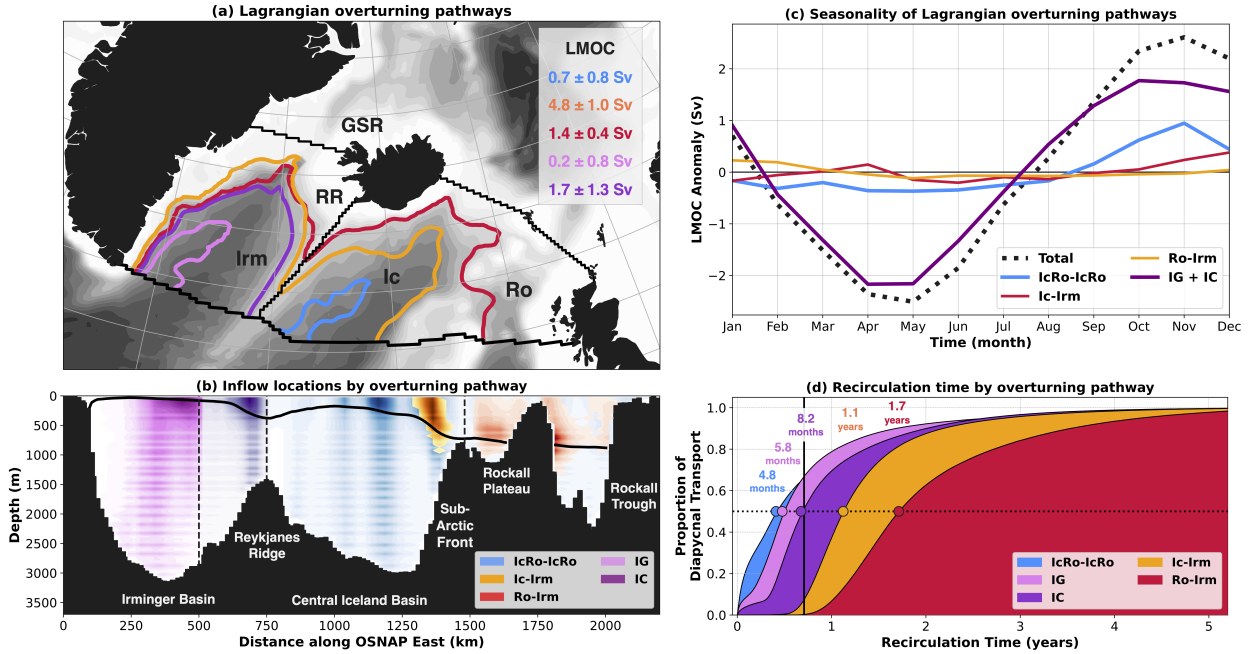 (a) Lagrangian overturning pathways
LMOC
0.7 ± 0.8 Sv
4.8 ± 1.0 Sv
1.4 ± 0.4 Sv
0.2 ± 0.8 Sv
1.7 ± 1.3 Sv
GSR
RR
Irm
Ic
Ro
(b) Inflow locations by overturning pathway
0
500
1000
1500
2000
2500
3000
3500
Depth (m)
Reykjanes
Ridge
Sub-
Arctic
Front
Rockall
Plateau
Rockall
Trough
Irminger Basin
Central Iceland Basin
IcRo-IcRo
Ic-Irm
Ro-Irm
IG
IC
0 250 500 750 1000 1250 1500 1750 2000
Distance along OSNAP East (km)
(c) Seasonality of Lagrangian overturning pathways
2
1
0
−1
−2
LMOC Anomaly (Sv)
Total
IcRo-IcRo
Ic-Irm
Ro-Irm
IG + IC
Jan Feb Mar Apr May Jun Jul Aug Sep Oct Nov Dec
Time (month)
(d) Recirculation time by overturning pathway
1.0
0.8
0.6
0.4
0.2
0.0
Proportion of
Diapycnal Transport
4.8
months
5.8
months
8.2
months
1.1
years
1.7
years
IcRo-IcRo
IG
IC
Ic-Irm
Ro-Irm
0 1 2 3 4 5
Recirculation Time (years)